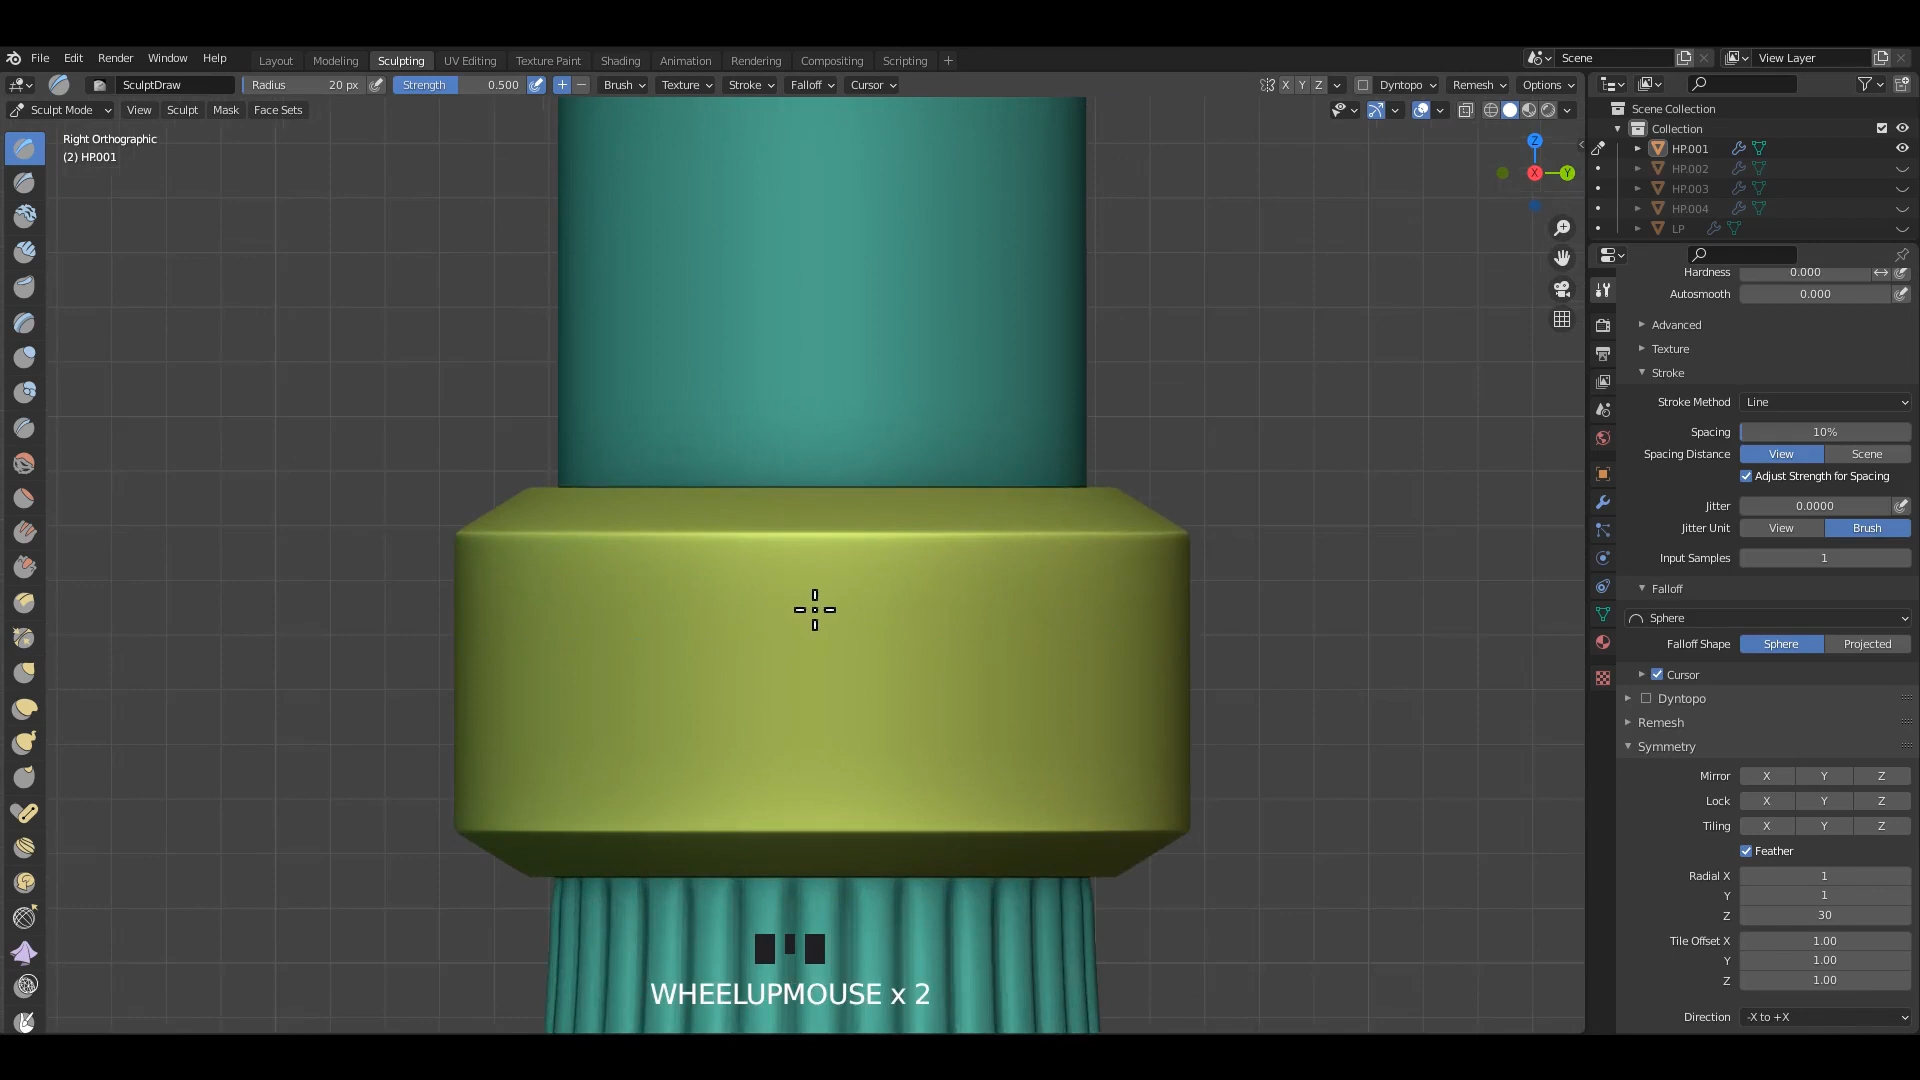 File Edit Render Window Help Layout Modeling Sculpting UV Editing Texture Paint Shading Animation Rendering Compositing Scripting + Scene View Layer
SculptDraw Radius 20 px Strength 0.500 + − Brush Texture Stroke Falloff Cursor X Y Z Dyntopo Remesh Options
Sculpt Mode View Sculpt Mask Face Sets
Right Orthographic
(2) HP.001
Z
X
Y
WHEELUPMOUSE x 2
Scene Collection
Collection
HP.001
HP.002
HP.003
HP.004
LP
Hardness 0.000
Autosmooth 0.000
Advanced
Texture
Stroke
Stroke Method Line
Spacing 10%
Spacing Distance View Scene
Adjust Strength for Spacing
Jitter 0.0000
Jitter Unit View Brush
Input Samples 1
Falloff
Sphere
Falloff Shape Sphere Projected
Cursor
Dyntopo
Remesh
Symmetry
Mirror X Y Z
Lock X Y Z
Tiling X Y Z
Feather
Radial X 1
Y 1
Z 30
Tile Offset X 1.00
Y 1.00
Z 1.00
Direction -X to +X